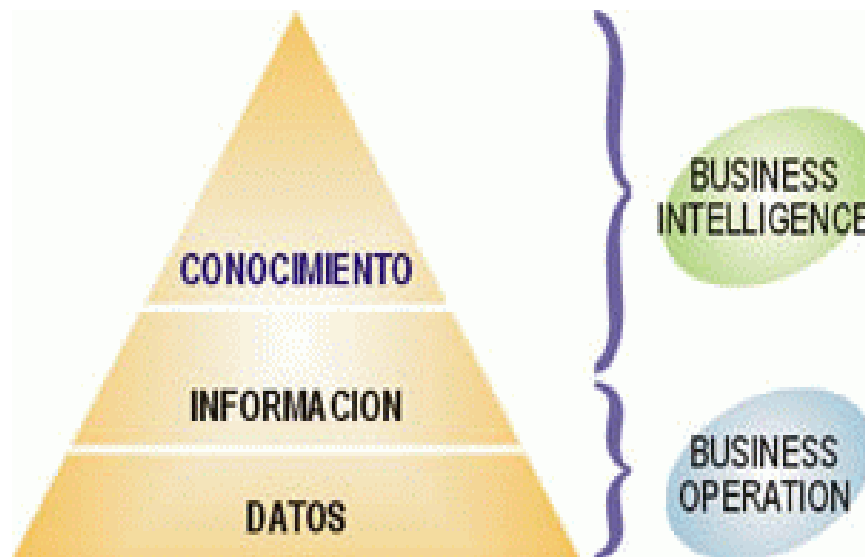 CONOCIMIENTO
INFORMACION
DATOS
BUSINESS
INTELLIGENCE
BUSINESS
OPERATION